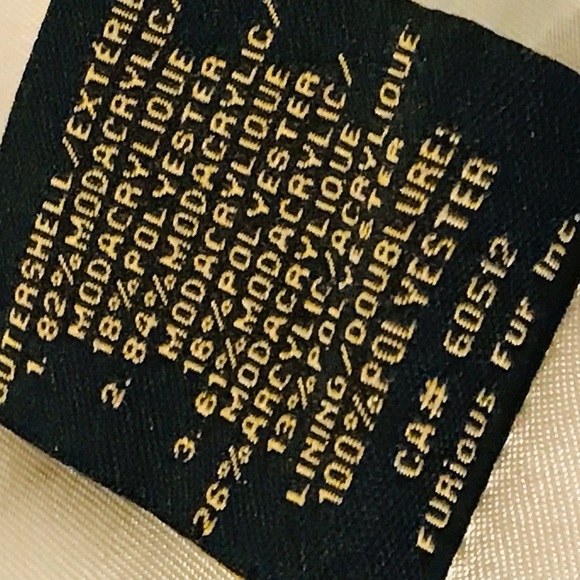 OUTERSHELL/EXTÉRIE
1. 82%MODACRYLIC/
MODACRYLIQUE
18%POLYESTER
2. 84%MODACRYLIC/
MODACRYLIQUE
16%POLYESTER
3. 61%MODACRYLIC/
MODACRYLIQUE
26%ARCYLIC/ACRYLIQUE
13%POLYESTER
LINING/DOUBLURE:
100%POLYESTER
CA# 60512
FURious FUR Inc